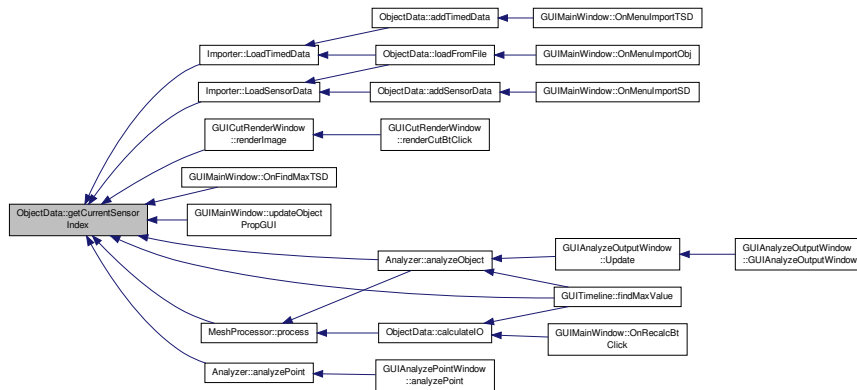 ObjectData::addTimedData
GUIMainWindow::OnMenuImportTSD
Importer::LoadTimedData
ObjectData::loadFromFile
GUIMainWindow::OnMenuImportObj
Importer::LoadSensorData
ObjectData::addSensorData
GUIMainWindow::OnMenuImportSD
GUICutRenderWindow
::renderImage
GUICutRenderWindow
::renderCutBtClick
GUIMainWindow::OnFindMaxTSD
ObjectData::getCurrentSensor
Index
GUIMainWindow::updateObject
PropGUI
Analyzer::analyzeObject
GUIAnalyzeOutputWindow
::Update
GUIAnalyzeOutputWindow
::GUIAnalyzeOutputWindow
GUITimeline::findMaxValue
MeshProcessor::process
ObjectData::calculateIO
GUIMainWindow::OnRecalcBt
Click
Analyzer::analyzePoint
GUIAnalyzePointWindow
::analyzePoint